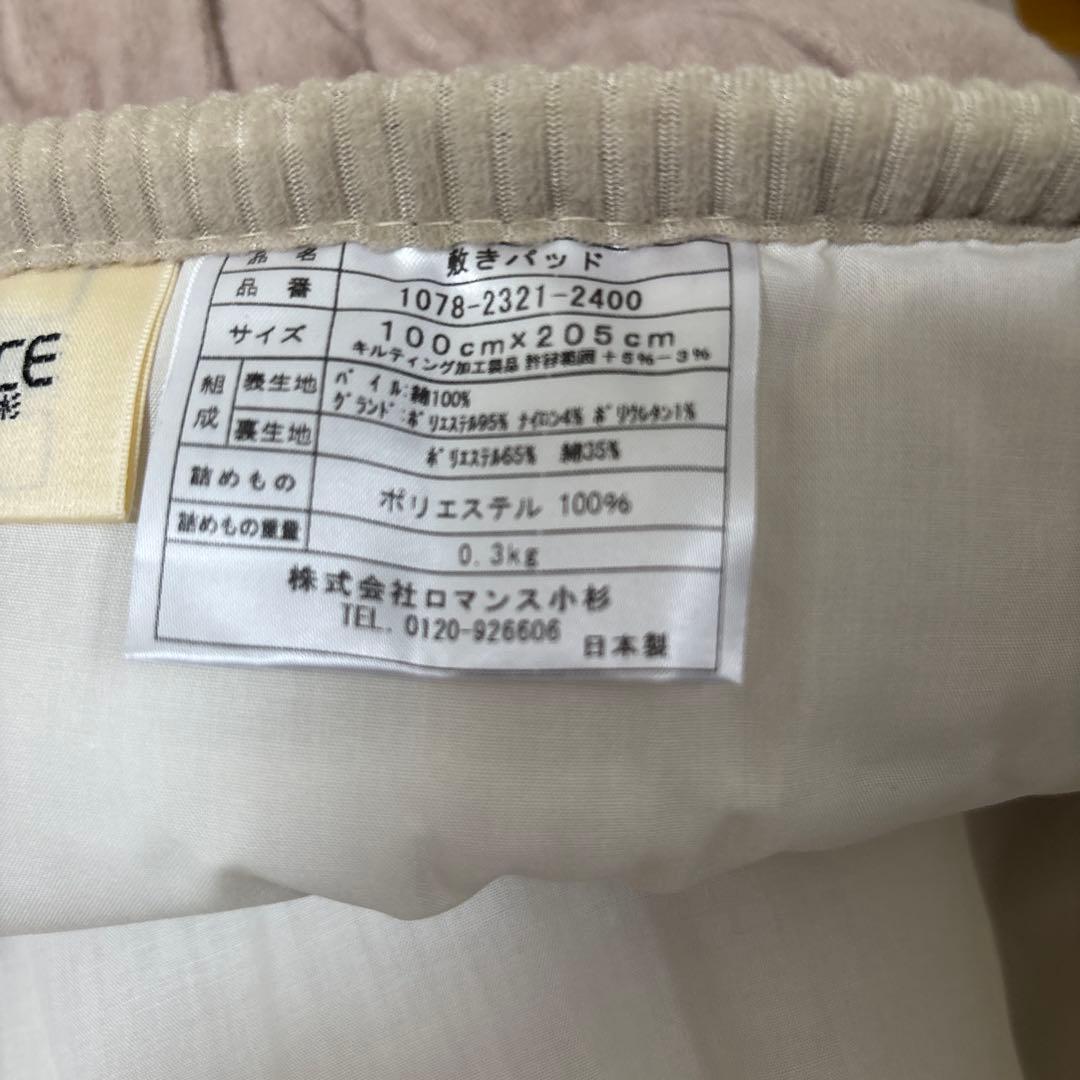 CE
杉
品名 敷きパッド
品番 1078-2321-2400
サイズ 100cm×205cm
キルティング加工製品 許容範囲 +5%-3%
組成 表生地 パイル:綿100%
グランド:ポリエステル95% ナイロン4% ポリウレタン1%
裏生地 ポリエステル65% 綿35%
詰めもの ポリエステル 100%
詰めもの重量 0.3kg
株式会社ロマンス小杉
TEL. 0120-926606
日本製